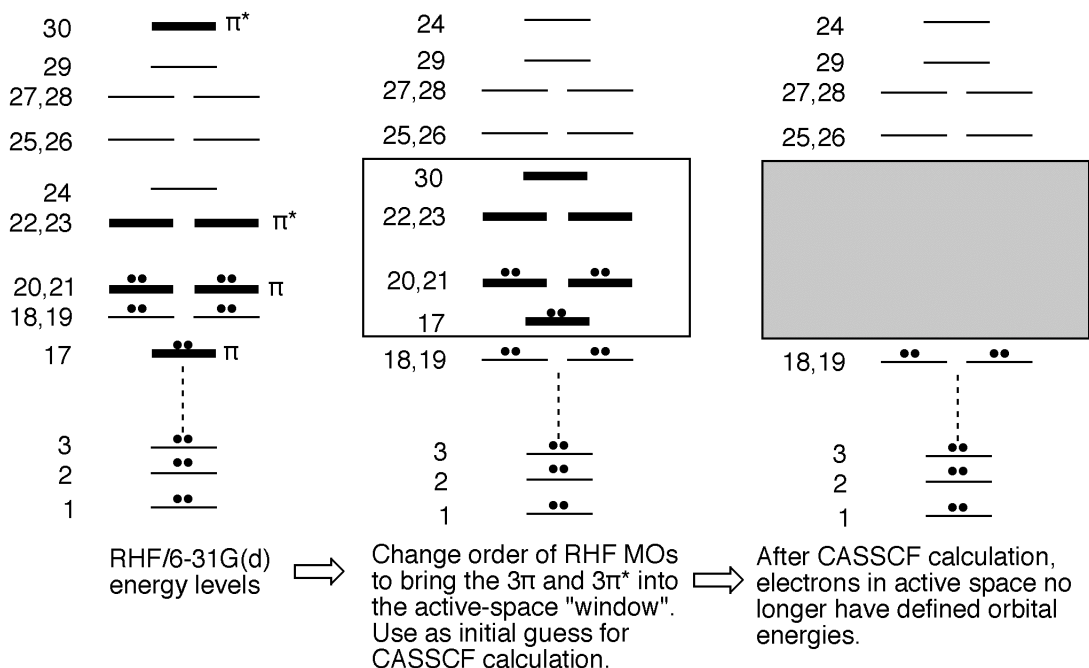 30
π*
29
27,28
25,26
24
22,23
π*
20,21
π
18,19
17
π
3
2
1
RHF/6-31G(d)
energy levels
24
29
27,28
25,26
30
22,23
20,21
17
18,19
3
2
1
Change order of RHF MOs
to bring the 3π and 3π* into
the active-space "window".
Use as initial guess for
CASSCF calculation.
24
29
27,28
25,26
18,19
3
2
1
After CASSCF calculation,
electrons in active space no
longer have defined orbital
energies.